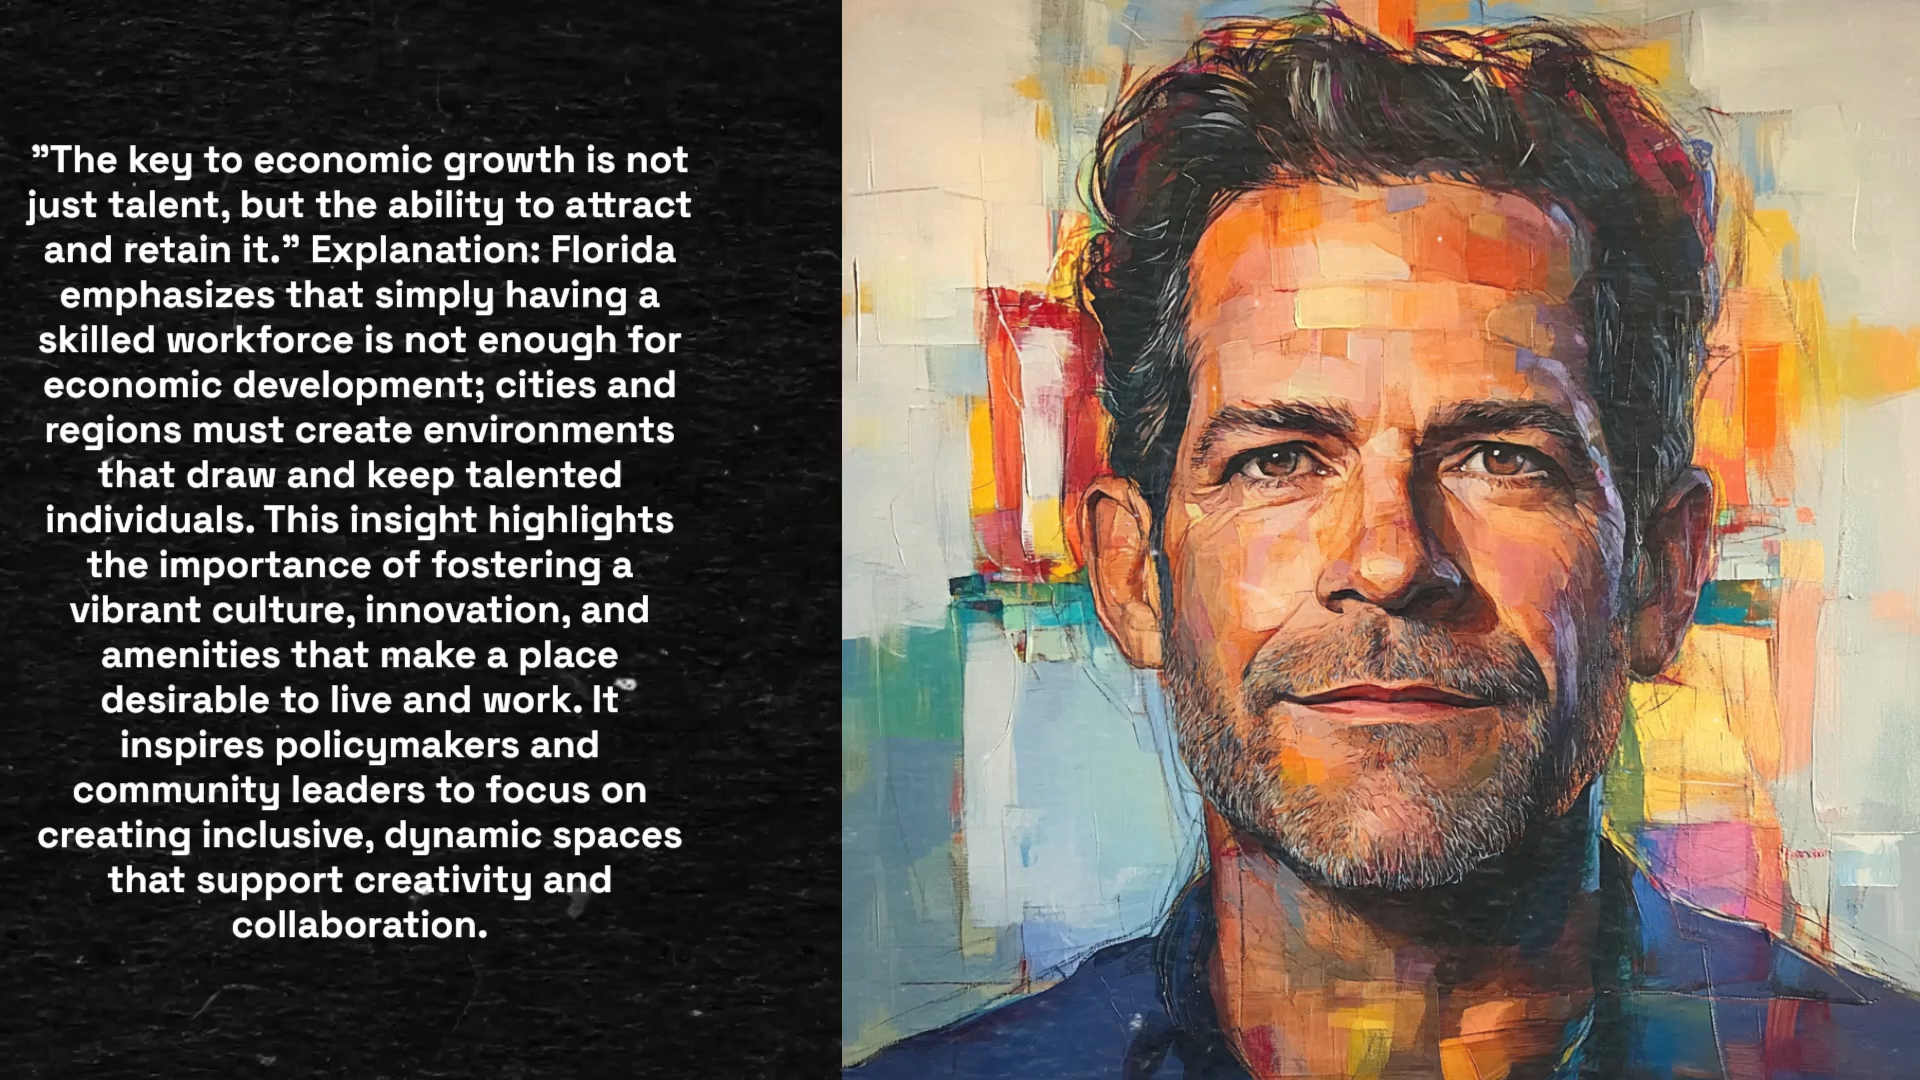 ”The key to economic growth is not
just talent, but the ability to attract
and retain it.” Explanation: Florida
emphasizes that simply having a
skilled workforce is not enough for
economic development; cities and
regions must create environments
that draw and keep talented
individuals. This insight highlights
the importance of fostering a
vibrant culture, innovation, and
amenities that make a place
desirable to live and work. It
inspires policymakers and
community leaders to focus on
creating inclusive, dynamic spaces
that support creativity and
collaboration.